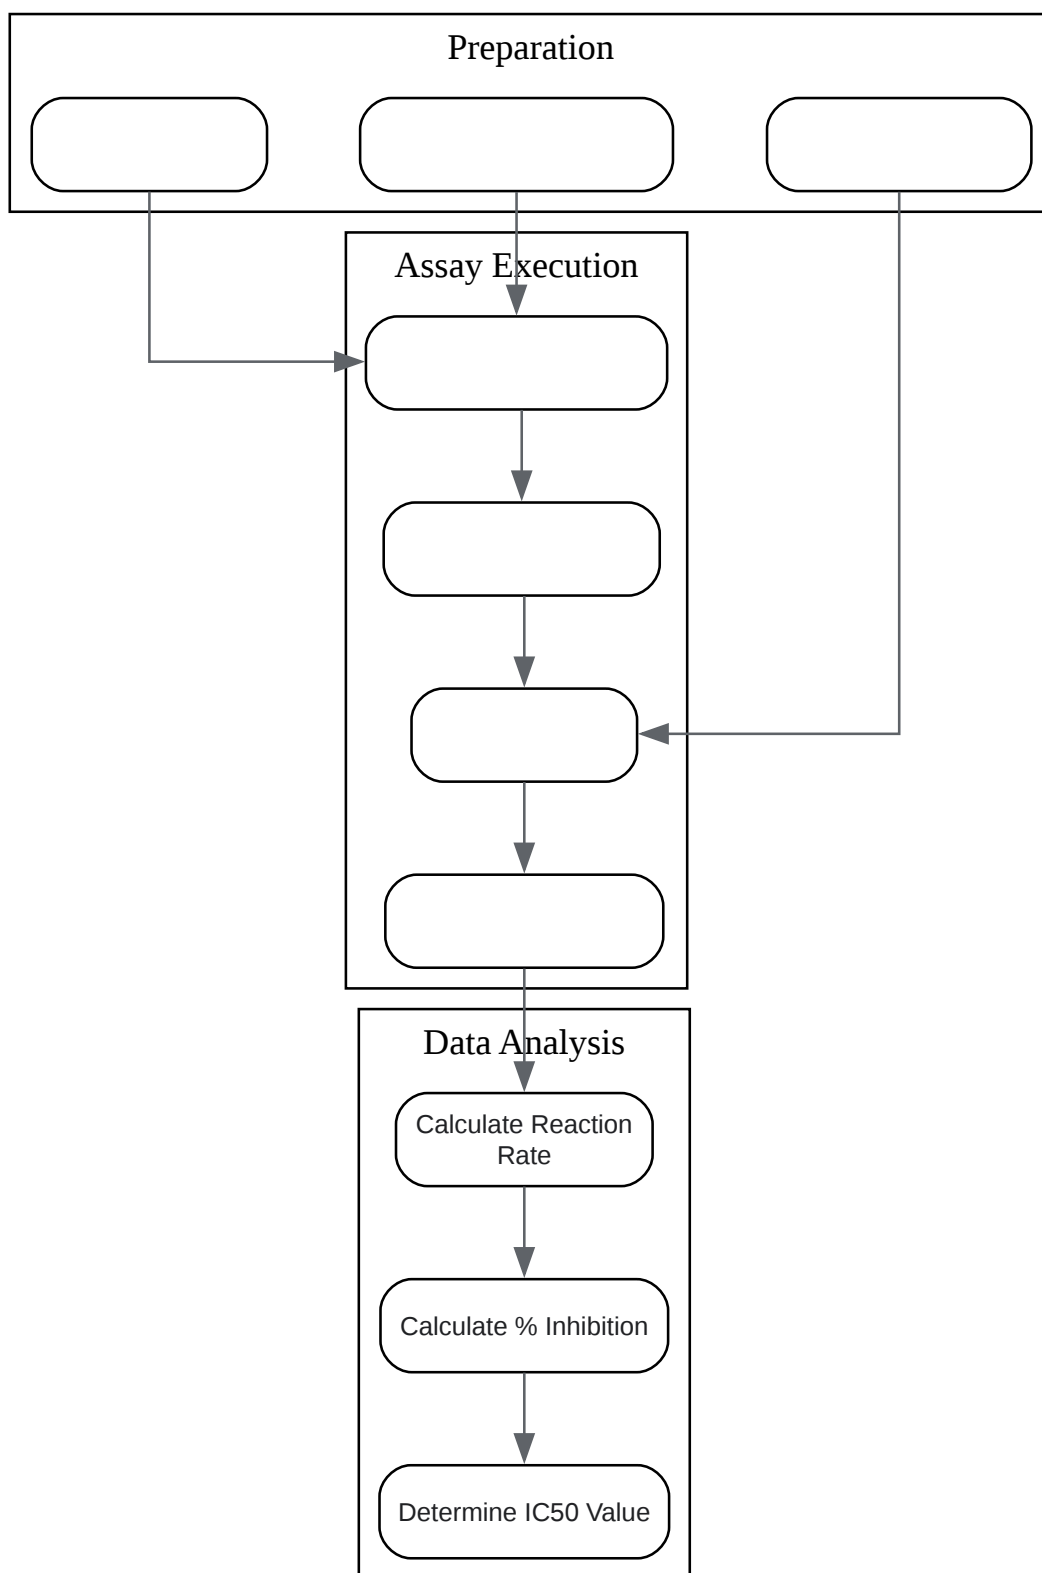 Preparation
Assay Execution
Data Analysis
Calculate Reaction
Rate
Calculate % Inhibition
Determine IC50 Value